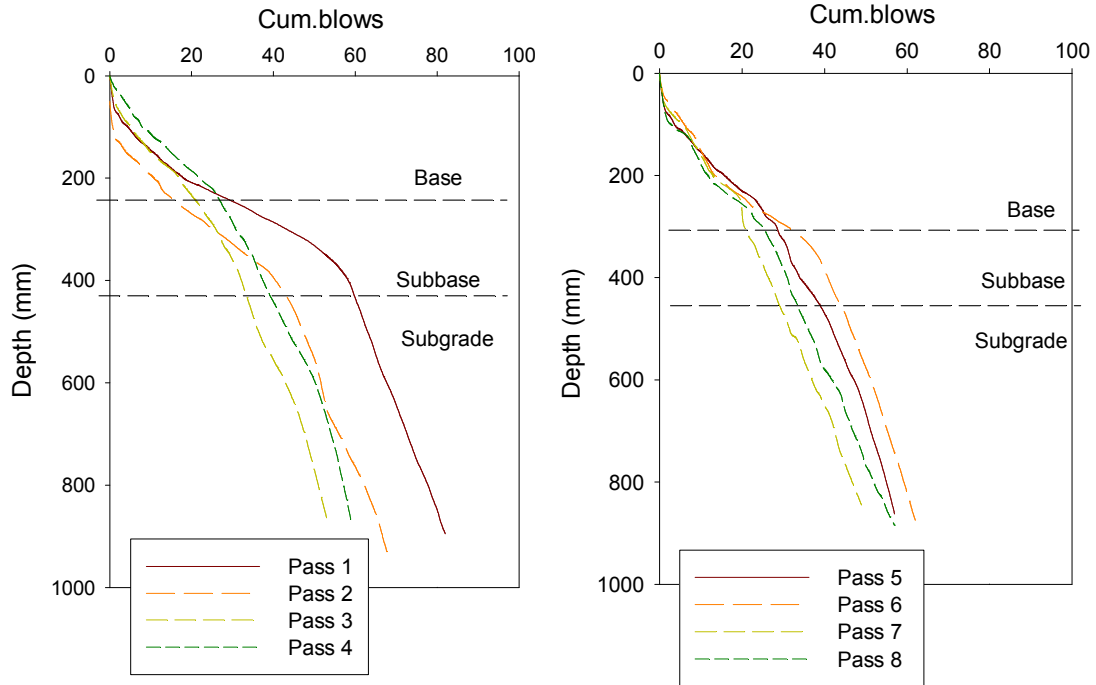 Cum.blows
0 20 40 60 80 100
0
200
400
600
800
1000
Depth (mm)
Base
Subbase
Subgrade
Pass 1
Pass 2
Pass 3
Pass 4
Cum.blows
0 20 40 60 80 100
0
200
400
600
800
1000
Depth (mm)
Base
Subbase
Subgrade
Pass 5
Pass 6
Pass 7
Pass 8